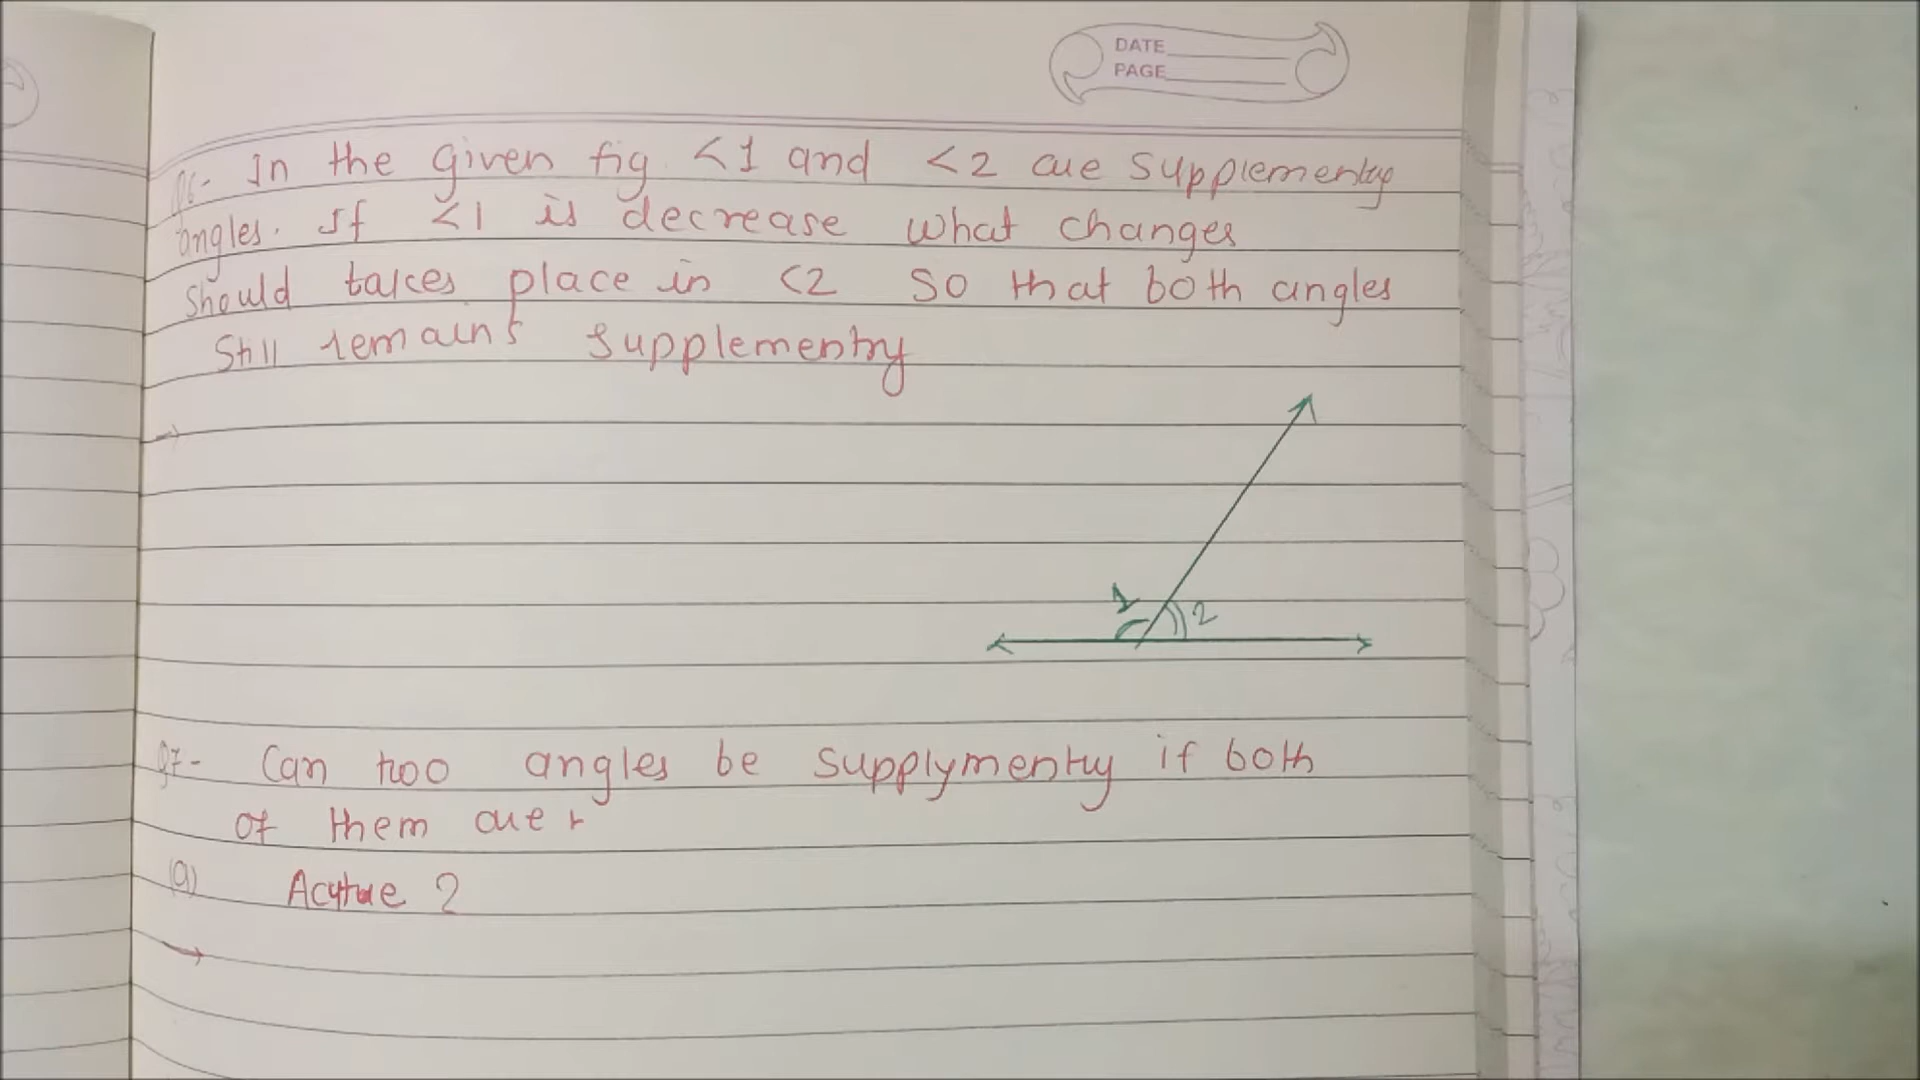 DATE
PAGE
Q6- In the given fig. <1 and <2 are supplementry
angles. If <1 is decrease what changes
should takes place in <2 so that both angles
still remains supplementry
1
2
Q7- Can two angles be supplymentry if both
of them are :
(a) Acytue ?